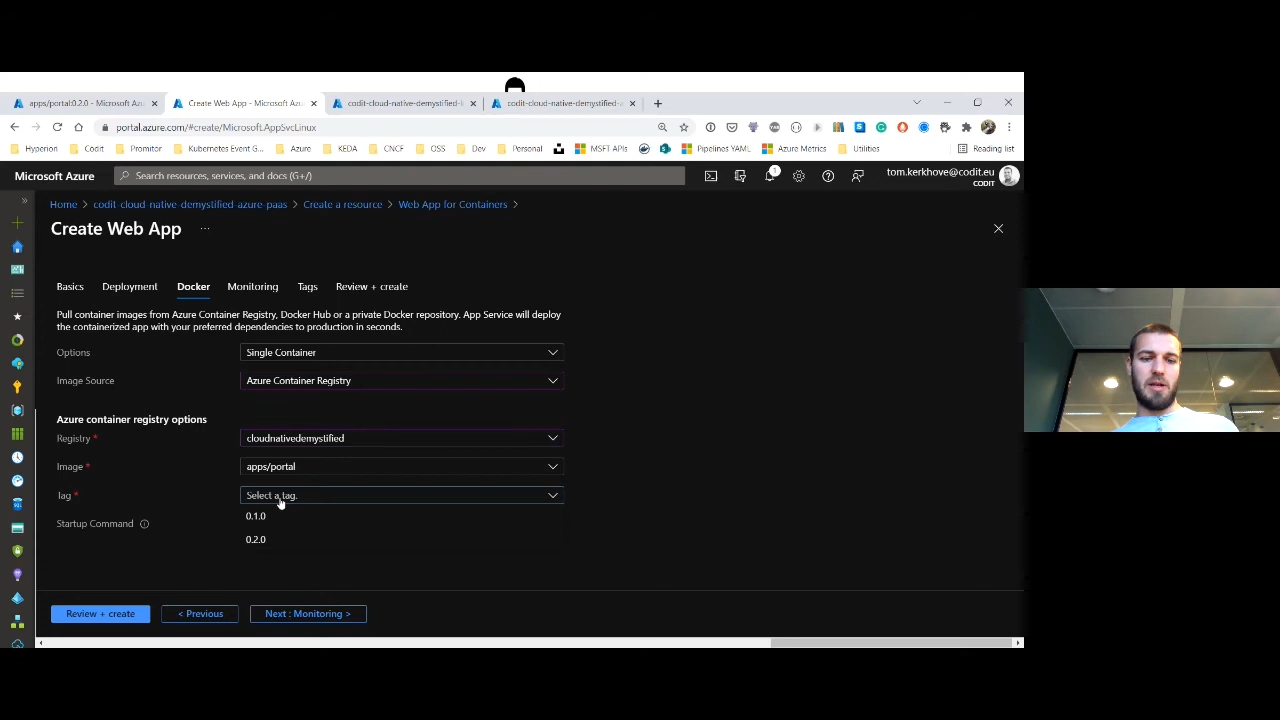 apps/portal:0.2.0 - Microsoft Azu
Create Web App - Microsoft Azu
codit-cloud-native-demystified-
codit-cloud-native-demystified-a
portal.azure.com/#create/Microsoft.AppSvcLinux
Hyperion
Codit
Promitor
Kubernetes Event G...
Azure
KEDA
CNCF
OSS
Dev
Personal
MSFT APIs
Pipelines YAML
Azure Metrics
Utilities
Reading list
Microsoft Azure
Search resources, services, and docs (G+/)
1
tom.kerkhove@codit.eu
CODIT
Home > codit-cloud-native-demystified-azure-paas > Create a resource > Web App for Containers >
Create Web App ...
Basics
Deployment
Docker
Monitoring
Tags
Review + create
Pull container images from Azure Container Registry, Docker Hub or a private Docker repository. App Service will deploy
the containerized app with your preferred dependencies to production in seconds.
Options
Single Container
Image Source
Azure Container Registry
Azure container registry options
Registry *
cloudnativedemystified
Image *
apps/portal
Tag *
Select a tag.
0.1.0
Startup Command
0.2.0
Review + create
< Previous
Next : Monitoring >